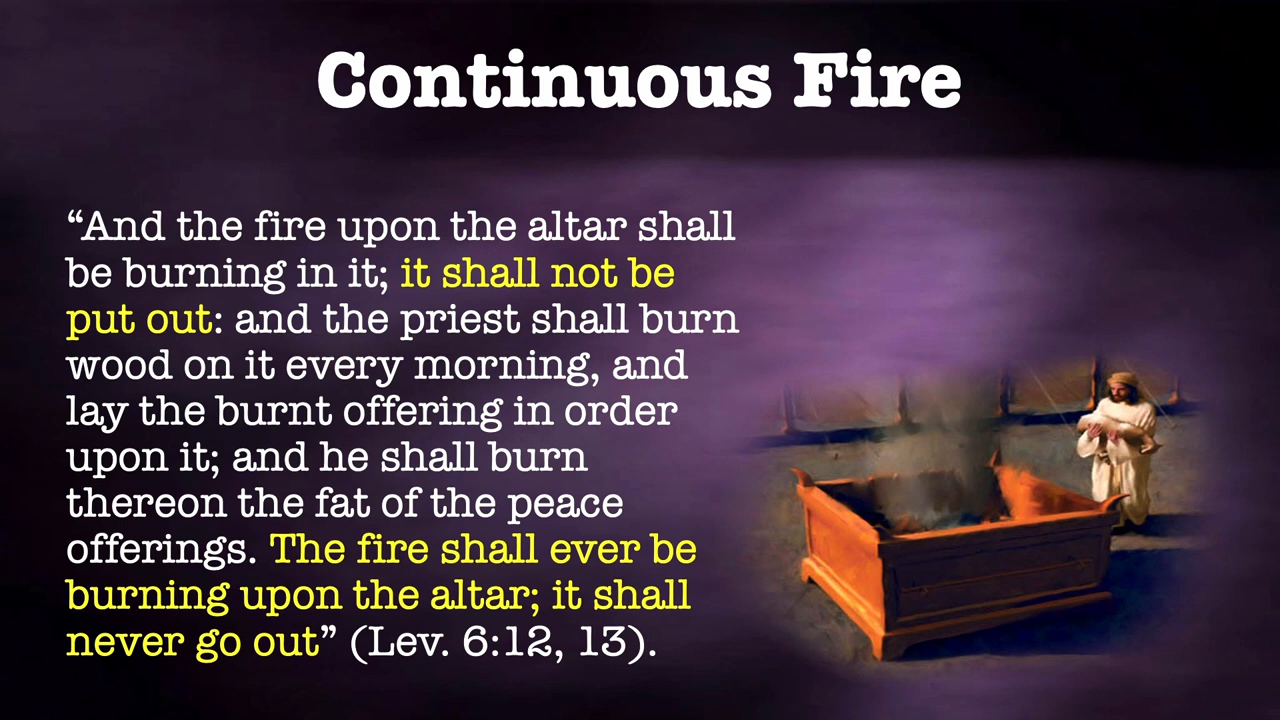 Continuous Fire
“And the fire upon the altar shall
be burning in it; it shall not be
put out: and the priest shall burn
wood on it every morning, and
lay the burnt offering in order
upon it; and he shall burn
thereon the fat of the peace
offerings. The fire shall ever be
burning upon the altar; it shall
never go out” (Lev. 6:12, 13).